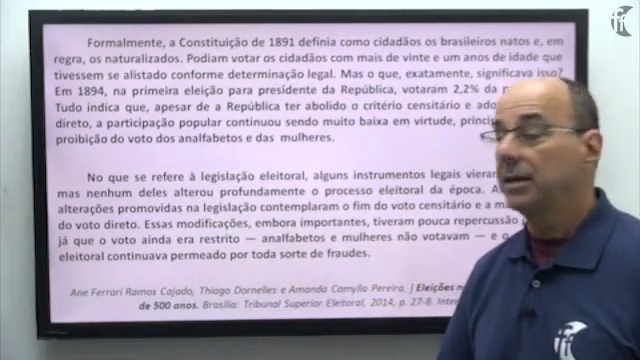 Formalmente, a Constituição de 1891 definia como cidadãos os brasileiros natos e, em
regra, os naturalizados. Podiam votar os cidadãos com mais de vinte e um anos de idade que
tivessem se alistado conforme determinação legal. Mas o que, exatamente, significava isso?
Em 1894, na primeira eleição para presidente da República, votaram 2,2% da
Tudo indica que, apesar de a República ter abolido o critério censitário e
direto, a participação popular continuou sendo muito baixa em virtude,
proibição do voto dos analfabetos e das mulheres.
No que se refere à legislação eleitoral, alguns instrumentos legais
mas nenhum deles alterou profundamente o processo eleitoral da época.
alterações promovidas na legislação contemplaram o fim do voto censitário e a
do voto direto. Essas modificações, embora importantes, tiveram pouca repercussão
já que o voto ainda era restrito — analfabetos e mulheres não votavam — e o
eleitoral continuava permeado por toda sorte de fraudes.
Ane Ferrari Ramos Cajado, Thiago Dornelles e Amanda Camylla Pereira. Eleições
de 500 anos. Brasília: Tribunal Superior Eleitoral, 2014, p. 27-8.